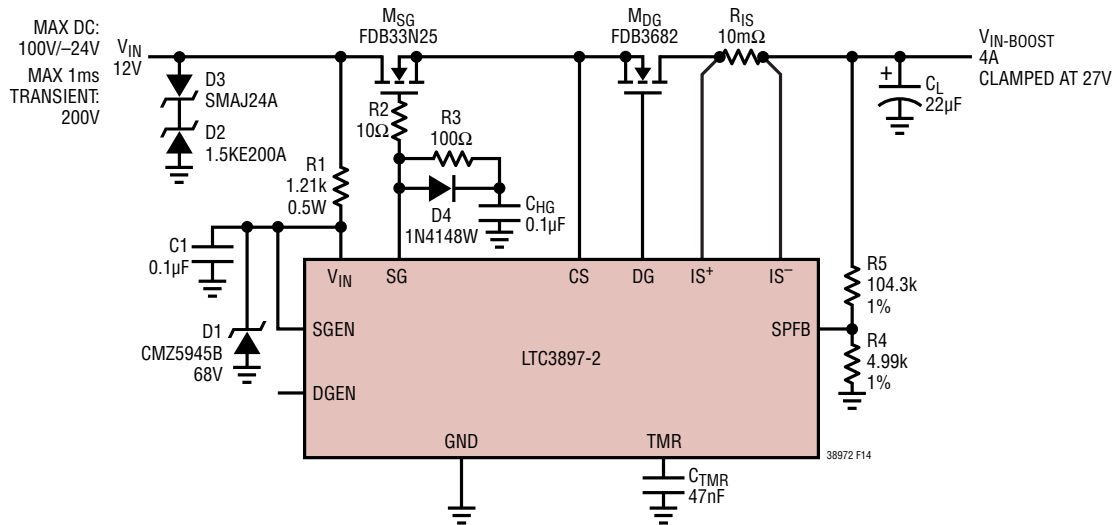 MAX DC:
100V/–24V
MAX 1ms
TRANSIENT:
200V
VIN
12V
D3
SMAJ24A
D2
1.5KE200A
MSG
FDB33N25
MDG
FDB3682
RIS
10mΩ
VIN-BOOST
4A
CLAMPED AT 27V
+
CL
22µF
R2
10Ω
R3
100Ω
R1
1.21k
0.5W
D4
1N4148W
CHG
0.1µF
C1
0.1µF
D1
CMZ5945B
68V
VIN
SG
CS
DG
IS+
IS–
SGEN
DGEN
SPFB
LTC3897-2
GND
TMR
R5
104.3k
1%
R4
4.99k
1%
38972 F14
CTMR
47nF